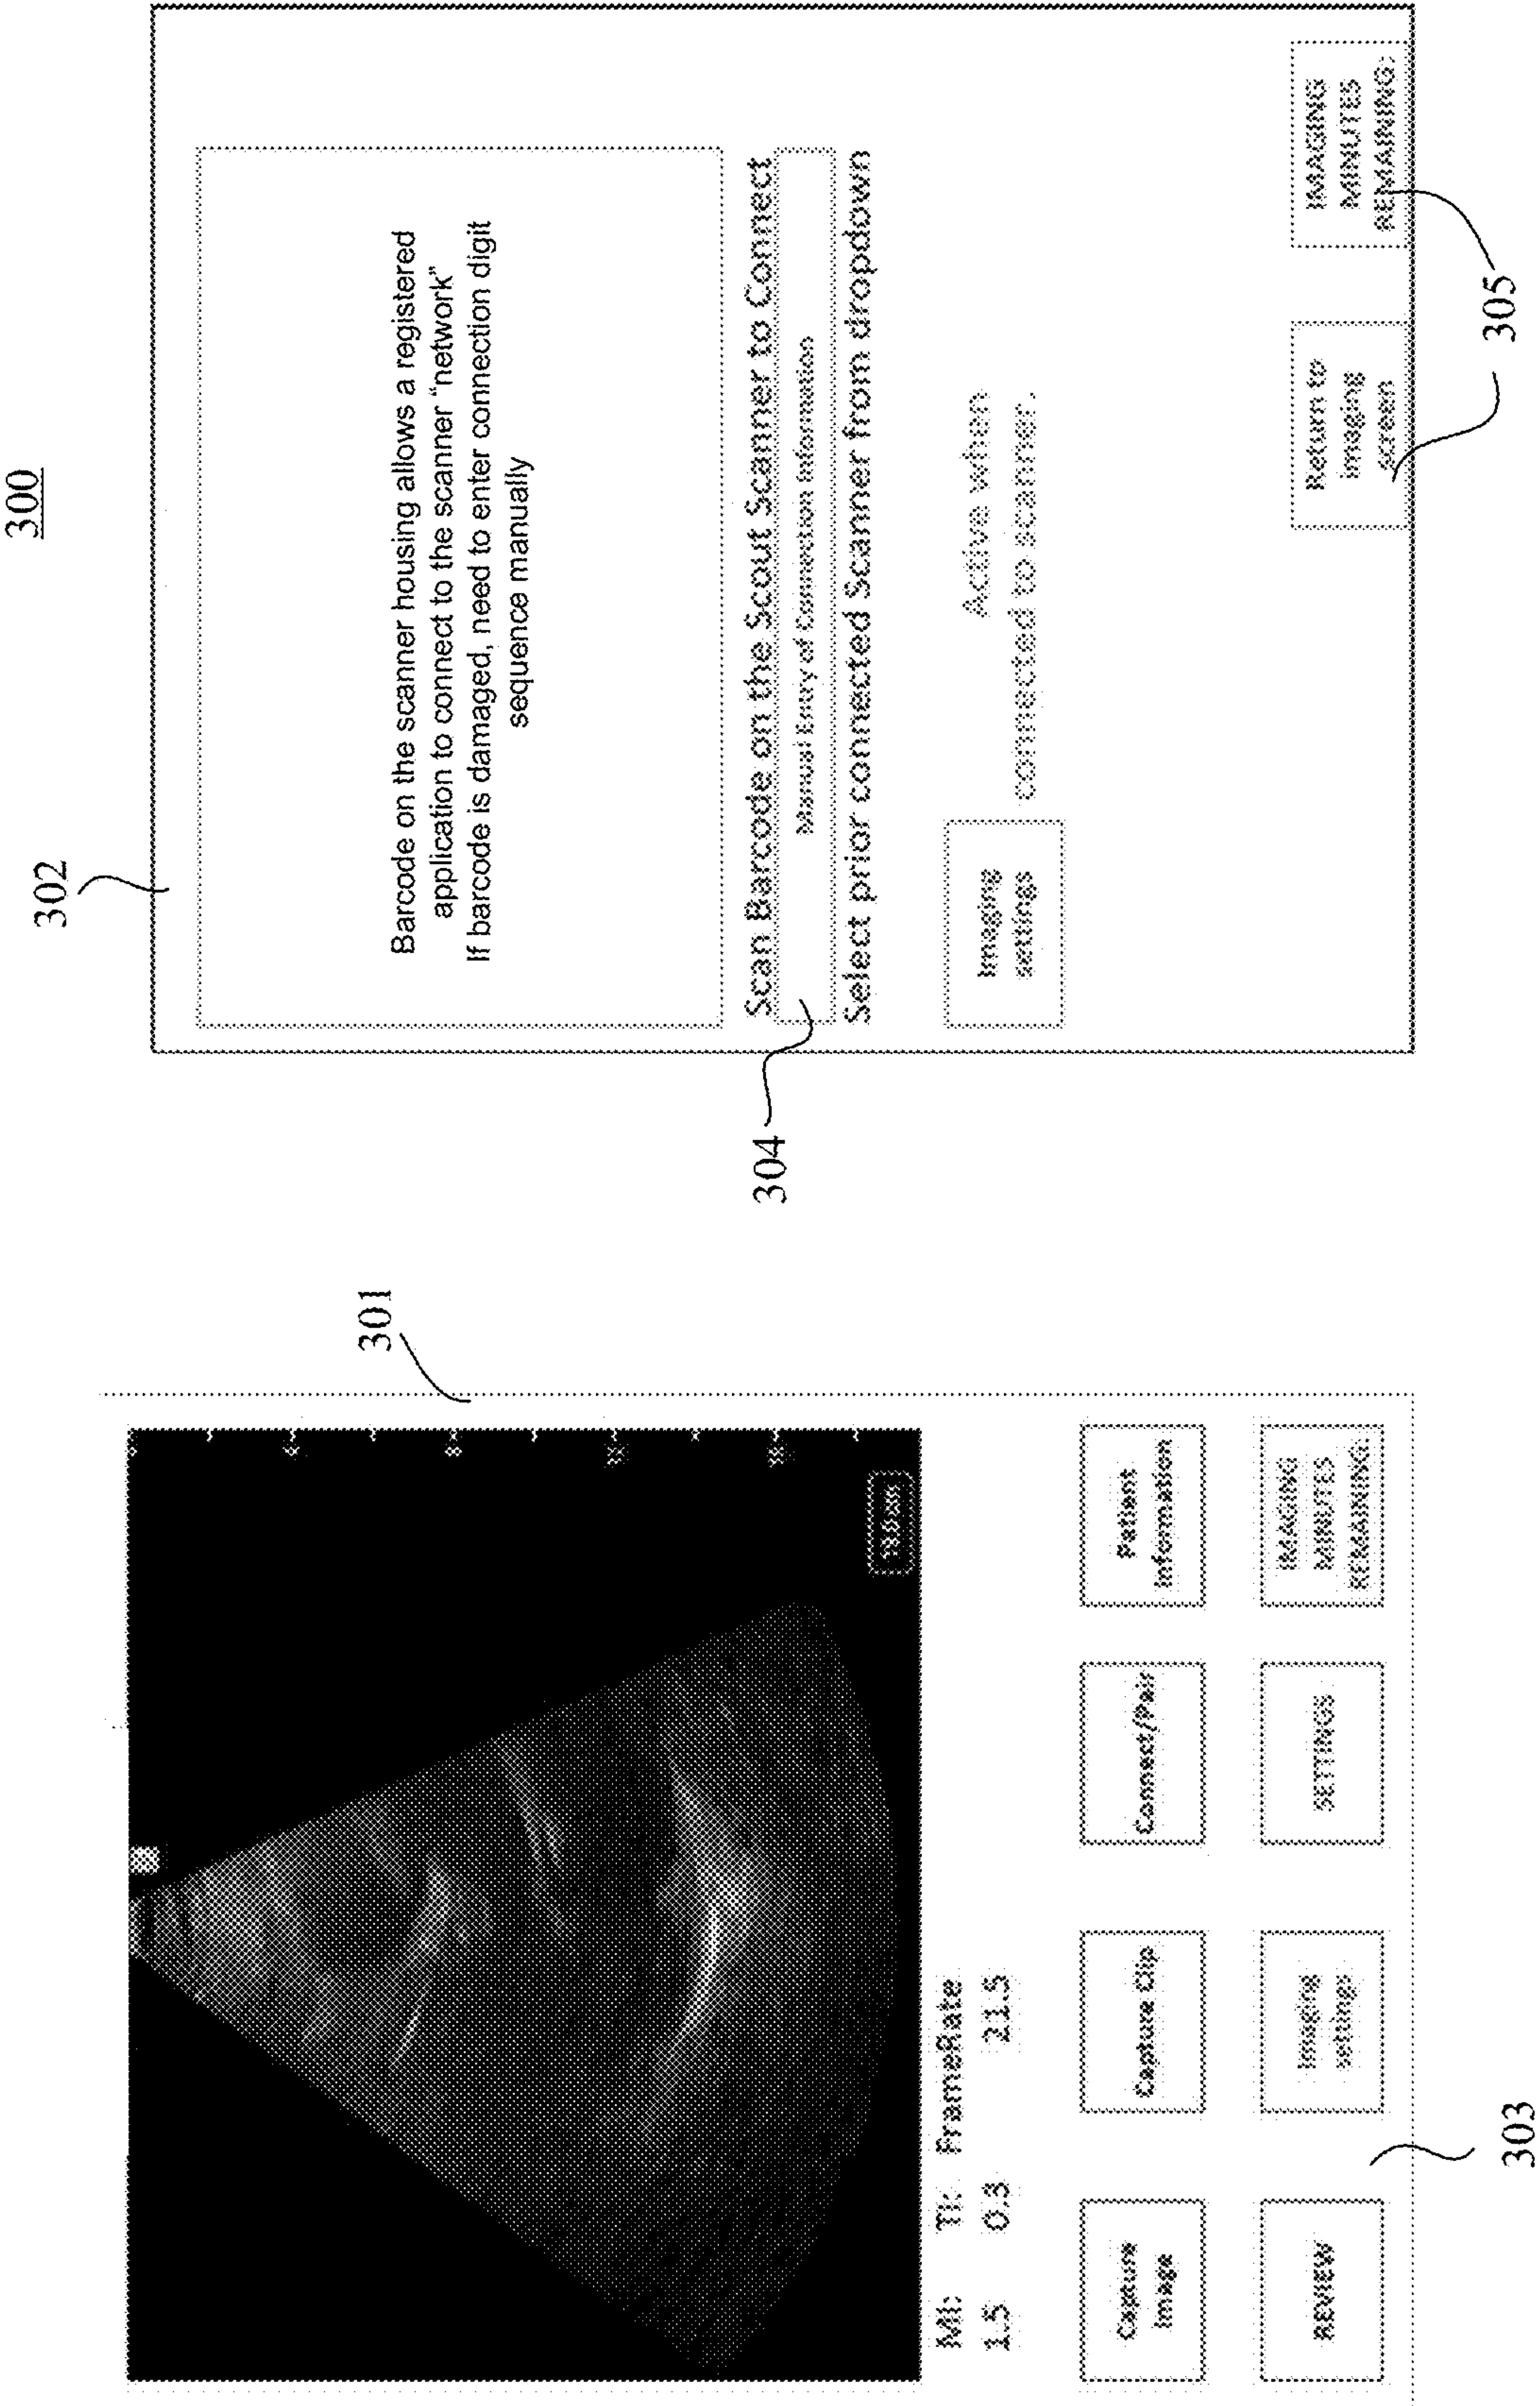 300
301
MI:   TI:   FrameRate
1.5   0.3   21.5
Capture
Image
Capture Clip
Connect/Pair
Patient
Information
REVIEW
Imaging
settings
SETTINGS
IMAGING
MINUTES
REMAINING:
303
302
Barcode on the scanner housing allows a registered
application to connect to the scanner "network"
If barcode is damaged, need to enter connection digit
sequence manually
Scan Barcode on the Scout Scanner to Connect
Manual Entry of Connection Information
Select prior connected Scanner from dropdown
304
Imaging
settings
Active when
connected to scanner.
Return to
Imaging
screen
IMAGING
MINUTES
REMAINING:
305